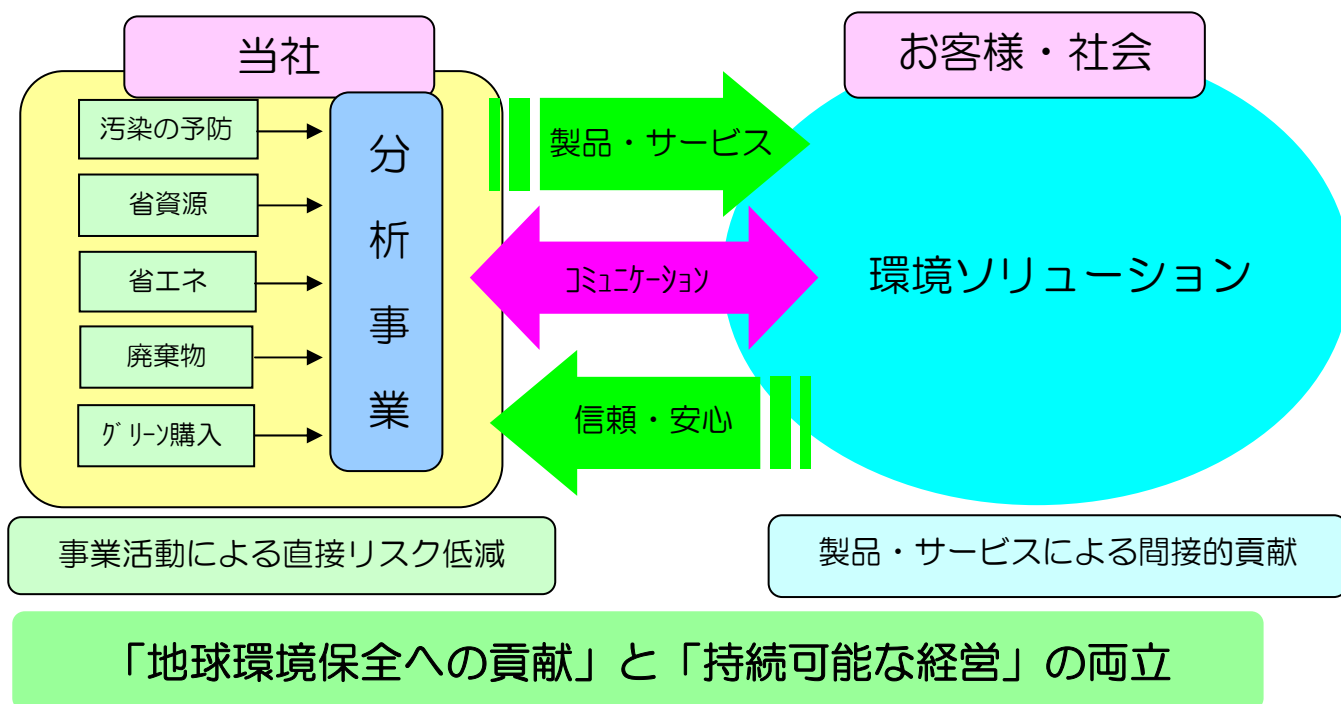 当社
お客様・社会
汚染の予防
省資源
省エネ
廃棄物
グリーン購入
分析事業
製品・サービス
コミュニケーション
信頼・安心
環境ソリューション
事業活動による直接リスク低減
製品・サービスによる間接的貢献
「地球環境保全への貢献」と「持続可能な経営」の両立